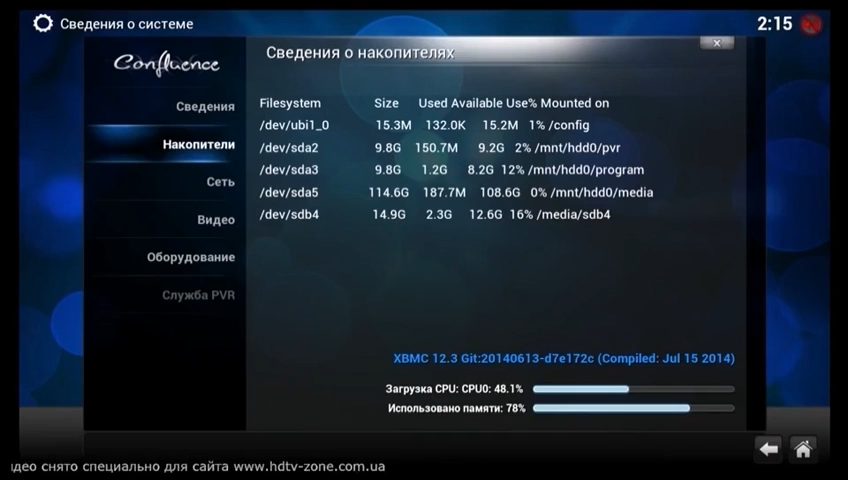 Сведения о системе
2:15
Confluence
Сведения о накопителях
Сведения
Накопители
Сеть
Видео
Оборудование
Служба PVR
Filesystem Size Used Available Use% Mounted on
/dev/ubi1_0 15.3M 132.0K 15.2M 1% /config
/dev/sda2 9.8G 150.7M 9.2G 2% /mnt/hdd0/pvr
/dev/sda3 9.8G 1.2G 8.2G 12% /mnt/hdd0/program
/dev/sda5 114.6G 187.7M 108.6G 0% /mnt/hdd0/media
/dev/sdb4 14.9G 2.3G 12.6G 16% /media/sdb4
XBMC 12.3 Git:20140613-d7e172c (Compiled: Jul 15 2014)
Загрузка CPU: CPU0: 48.1%
Использовано памяти: 78%
део снято специально для сайта www.hdtv-zone.com.ua